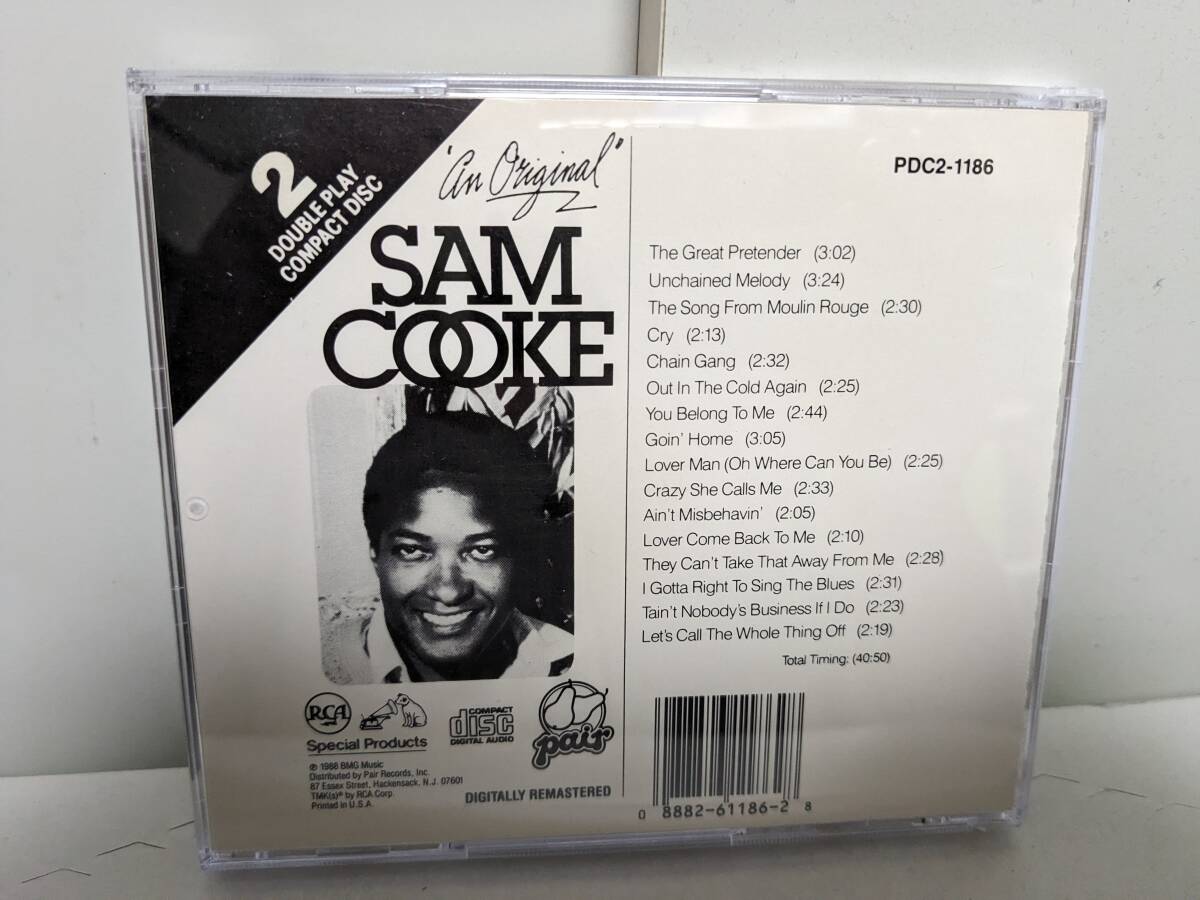 2
DOUBLE PLAY
COMPACT DISC
"An Original"
SAM
COOKE
PDC2-1186
The Great Pretender (3:02)
Unchained Melody (3:24)
The Song From Moulin Rouge (2:30)
Cry (2:13)
Chain Gang (2:32)
Out In The Cold Again (2:25)
You Belong To Me (2:44)
Goin' Home (3:05)
Lover Man (Oh Where Can You Be) (2:25)
Crazy She Calls Me (2:33)
Ain't Misbehavin' (2:05)
Lover Come Back To Me (2:10)
They Can't Take That Away From Me (2:28)
I Gotta Right To Sing The Blues (2:31)
Tain't Nobody's Business If I Do (2:23)
Let's Call The Whole Thing Off (2:19)
Total Timing: (40:50)
RCA
Special Products
COMPACT
disc
DIGITAL AUDIO
pair
℗ 1988 BMG Music
Distributed by Pair Records, Inc.
87 Essex Street, Hackensack, N.J. 07601
TMK(s)® by RCA Corp.
Printed in U.S.A.
DIGITALLY REMASTERED
0 8882-61186-2 8